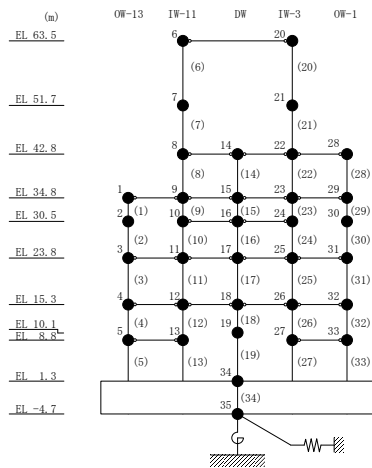 (m) OW-13 IW-11 DW IW-3 OW-1
EL 63.5 6 20
(6) (20)
EL 51.7 7 21
(7) (21)
EL 42.8 8 14 22 28
(8) (14) (22) (28)
EL 34.8 1 9 15 23 29
(1) (9) (15) (23) (29)
EL 30.5 2 10 16 24 30
(2) (10) (16) (24) (30)
EL 23.8 3 11 17 25 31
(3) (11) (17) (25) (31)
EL 15.3 4 12 18 26 32
(4) (12) (18) (26) (32)
EL 10.1 19
EL 8.8 5 13 27 33
(5) (13) (19) (27) (33)
EL 1.3 34
(34)
EL -4.7 35